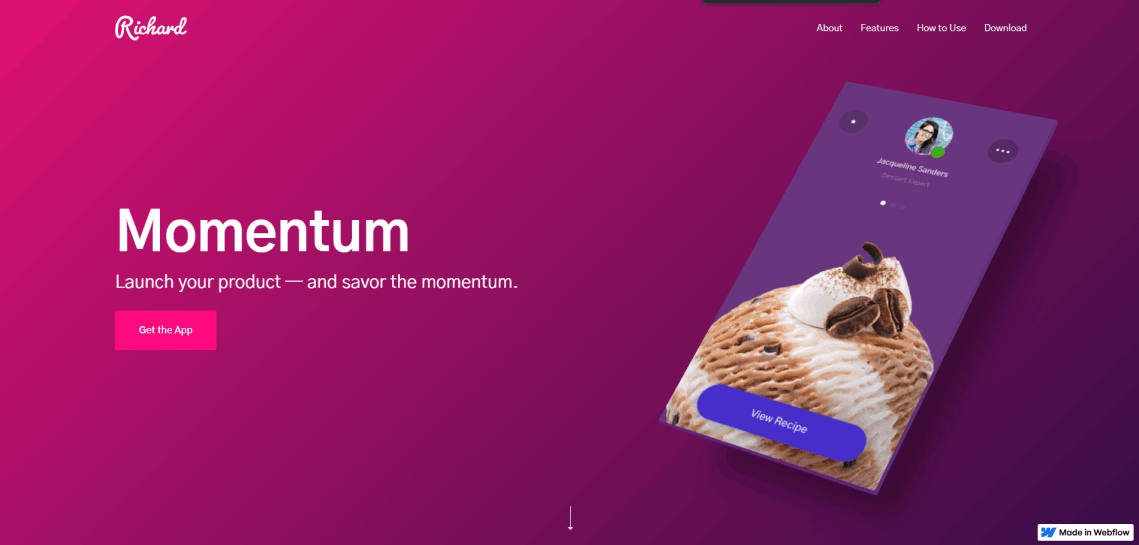 Richard
About
Features
How to Use
Download
Jacqueline Sanders
Dessert Expert
Momentum
Launch your product — and savor the momentum.
Get the App
View Recipe
Made in Webflow